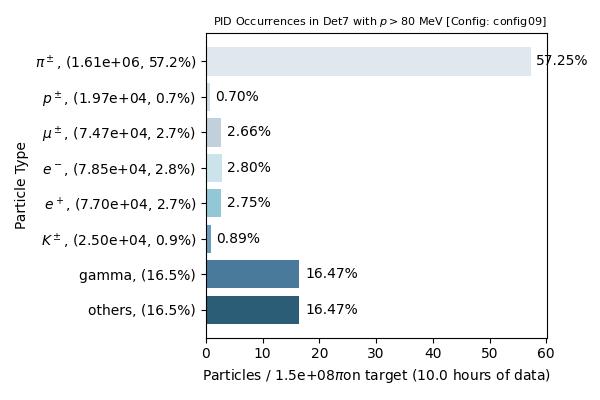 PID Occurrences in Det7 with p > 80 MeV [Config: config09]
π±, (1.61e+06, 57.2%) 57.25%
p±, (1.97e+04, 0.7%) 0.70%
μ±, (7.47e+04, 2.7%) 2.66%
e−, (7.85e+04, 2.8%) 2.80%
e+, (7.70e+04, 2.7%) 2.75%
K±, (2.50e+04, 0.9%) 0.89%
gamma, (16.5%) 16.47%
others, (16.5%) 16.47%
Particle Type
0 10 20 30 40 50 60
Particles / 1.5e+08πon target (10.0 hours of data)